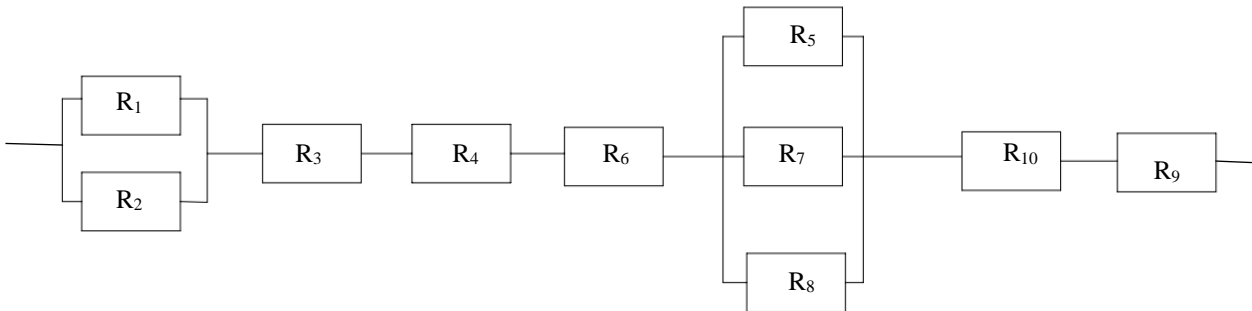 R₁
R₂
R₃
R₄
R₆
R₅
R₇
R₈
R₁₀
R₉